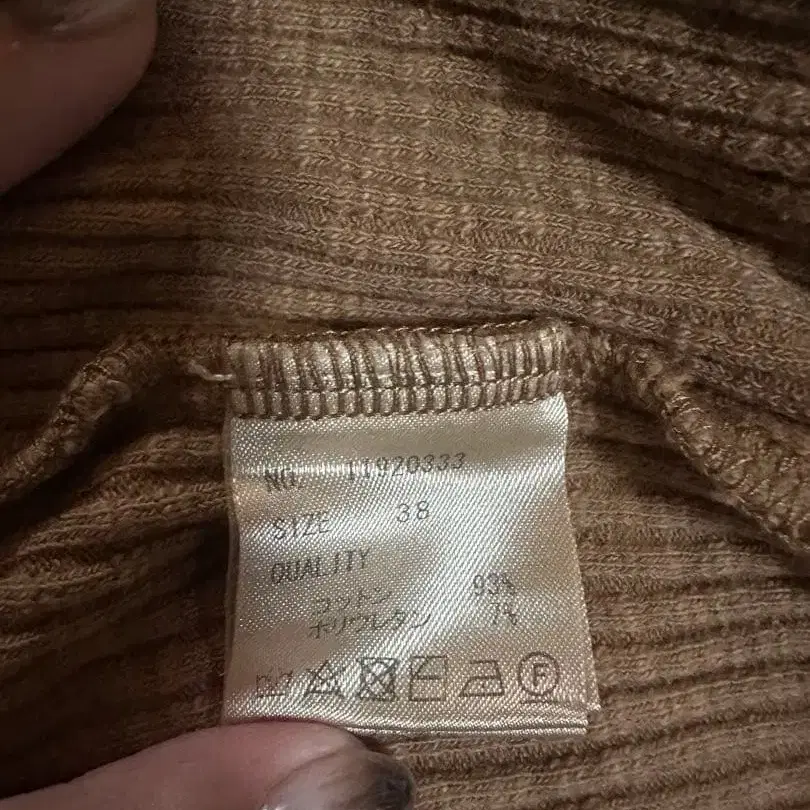 NO. 11920333
SIZE 38
QUALITY
コットン 93%
ポリウレタン 7%
F